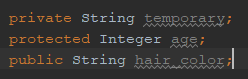 private String temporary;
protected Integer age;
public String hair_color;